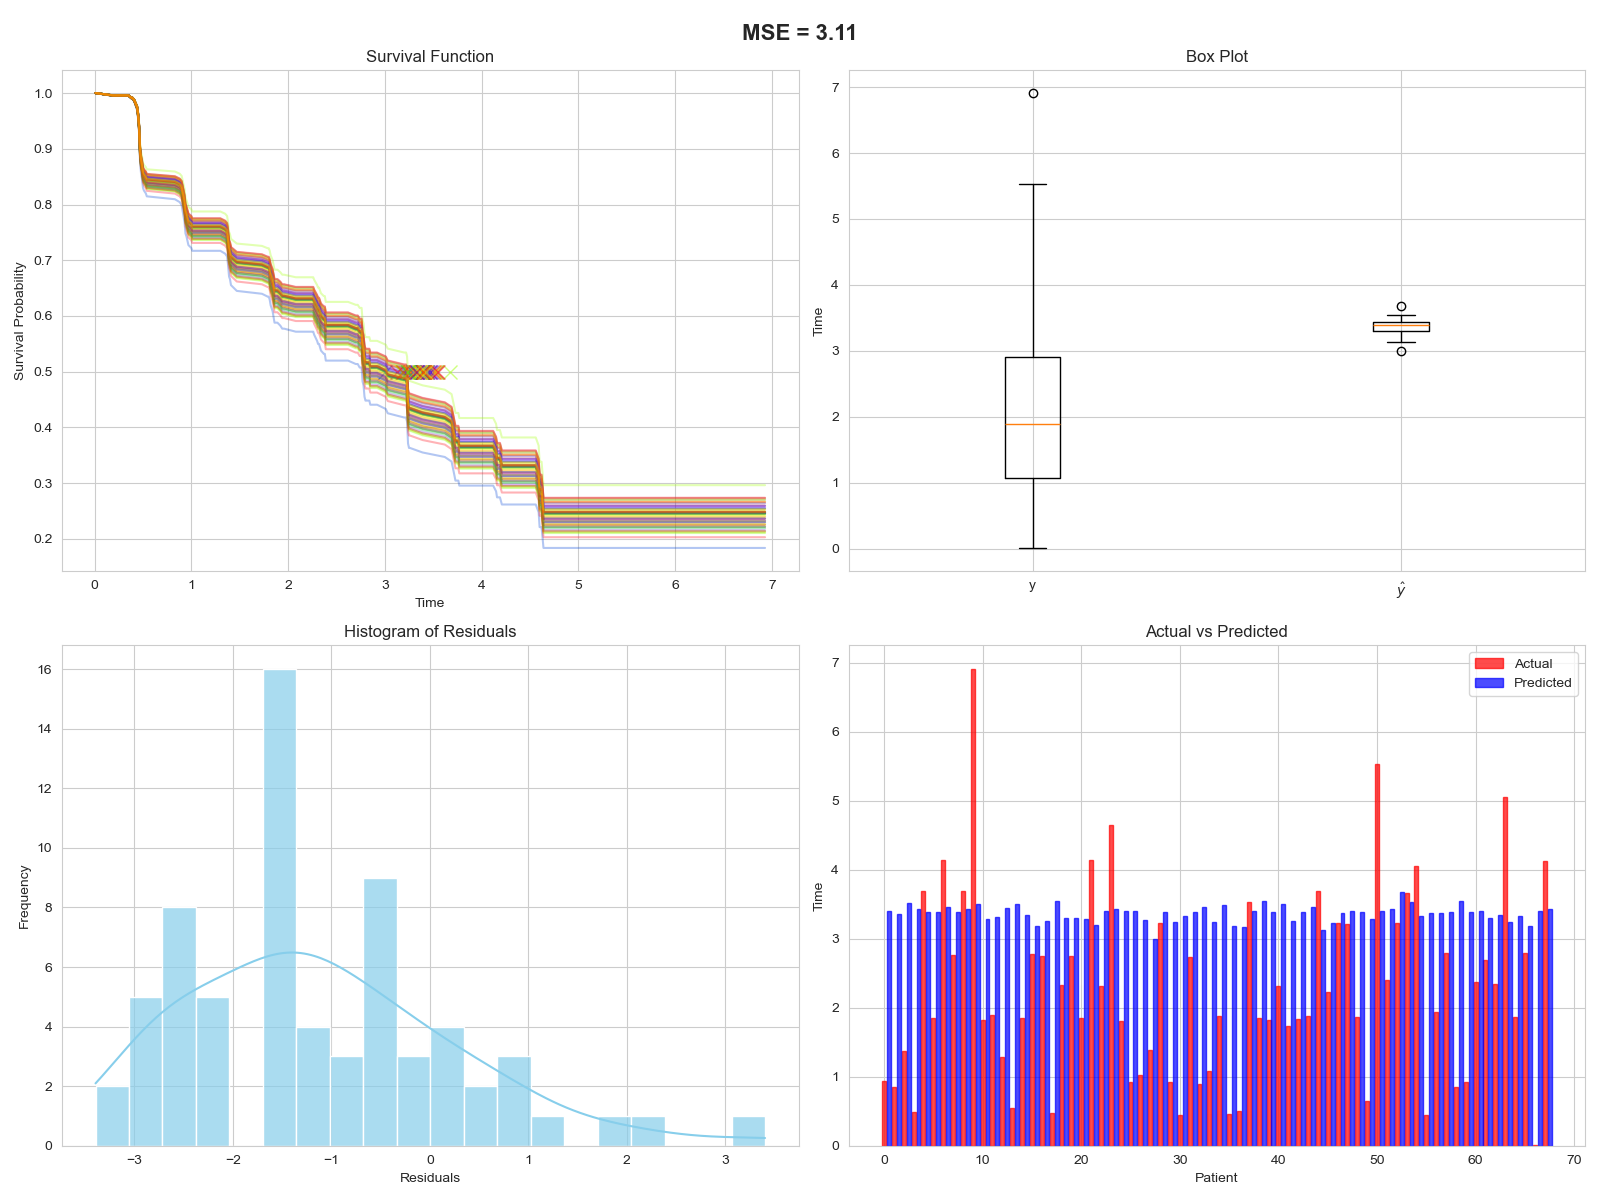 MSE = 3.11
Survival Function
1.0
0.9
0.8
0.7
0.6
0.5
0.4
0.3
0.2
Survival Probability
0 1 2 3 4 5 6 7
Time
Box Plot
7
6
5
4
3
2
1
0
Time
y ŷ
Histogram of Residuals
16
14
12
10
8
6
4
2
0
Frequency
−3 −2 −1 0 1 2 3
Residuals
Actual vs Predicted
7
6
5
4
3
2
1
0
Time
Actual
Predicted
0 10 20 30 40 50 60 70
Patient